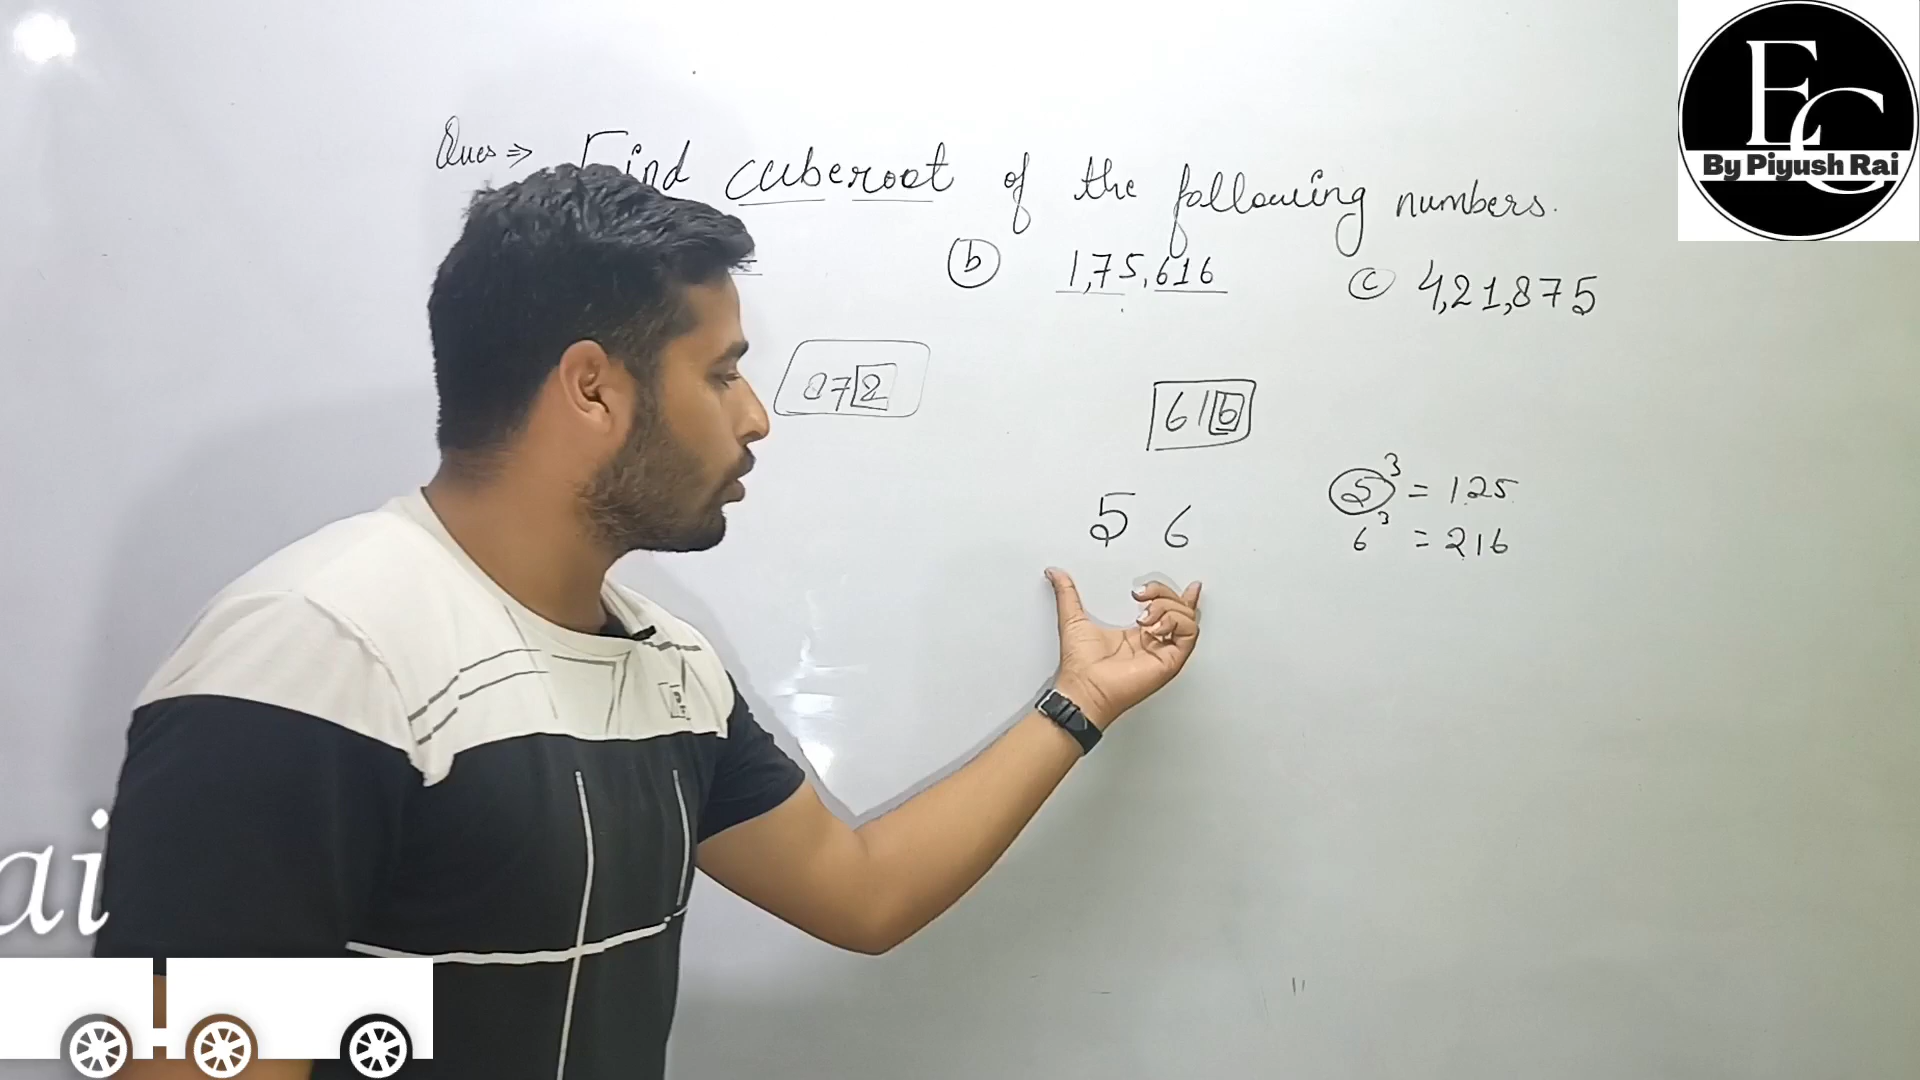 Ques ⇒ Find cuberoot of the following numbers.
(b) 1,75,616 (c) 4,21,875
872
616
5 6
5³ = 125
6³ = 216
EC
By Piyush Rai
ai